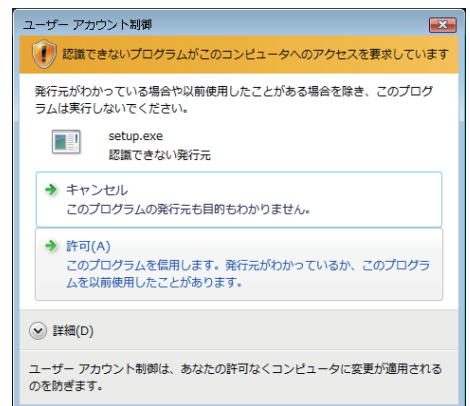 ユーザー アカウント制御
認識できないプログラムがこのコンピュータへのアクセスを要求しています
発行元がわかっている場合や以前使用したことがある場合を除き、このプログ
ラムは実行しないでください。
setup.exe
認識できない発行元
キャンセル
このプログラムの発行元も目的もわかりません。
許可(A)
このプログラムを信用します。発行元がわかっているか、このプログラ
ムを以前使用したことがあります。
詳細(D)
ユーザー アカウント制御は、あなたの許可なくコンピュータに変更が適用される
のを防ぎます。